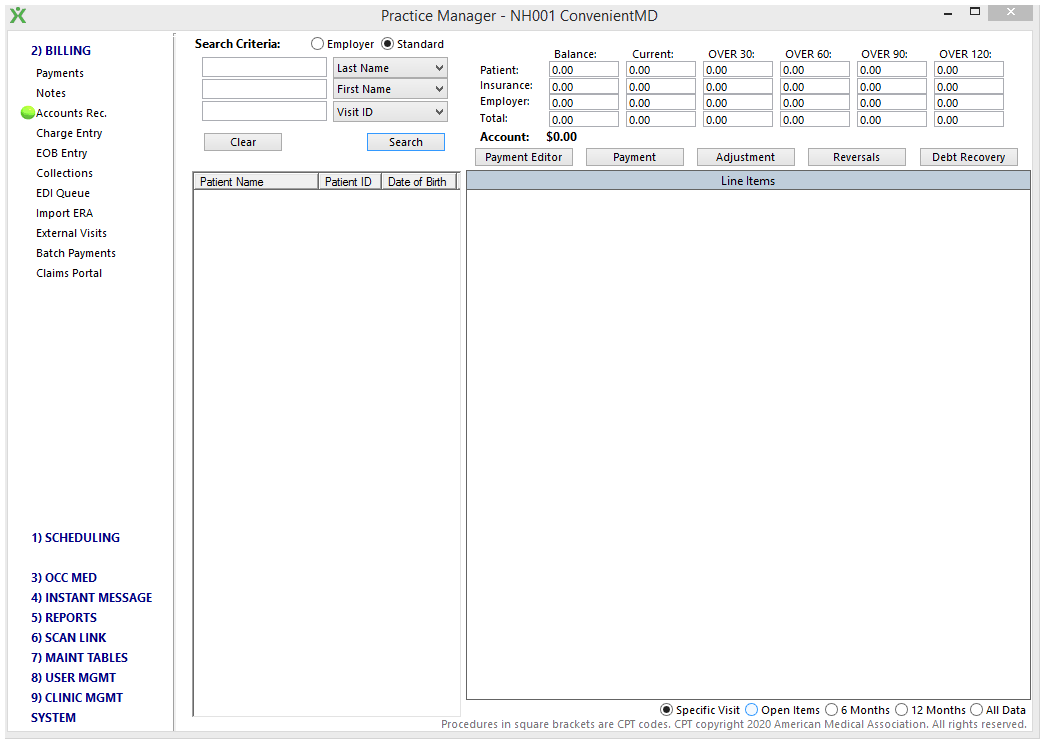 Practice Manager - NH001 ConvenientMD
2) BILLING
Payments
Notes
Accounts Rec.
Charge Entry
EOB Entry
Collections
EDI Queue
Import ERA
External Visits
Batch Payments
Claims Portal
1) SCHEDULING
3) OCC MED
4) INSTANT MESSAGE
5) REPORTS
6) SCAN LINK
7) MAINT TABLES
8) USER MGMT
9) CLINIC MGMT
SYSTEM
Search Criteria: Employer Standard
Last Name
First Name
Visit ID
Clear Search
Patient Name Patient ID Date of Birth
Balance: Current: OVER 30: OVER 60: OVER 90: OVER 120:
Patient: 0.00 0.00 0.00 0.00 0.00 0.00
Insurance: 0.00 0.00 0.00 0.00 0.00 0.00
Employer: 0.00 0.00 0.00 0.00 0.00 0.00
Total: 0.00 0.00 0.00 0.00 0.00 0.00
Account: $0.00
Payment Editor Payment Adjustment Reversals Debt Recovery
Line Items
Specific Visit Open Items 6 Months 12 Months All Data
Procedures in square brackets are CPT codes. CPT copyright 2020 American Medical Association. All rights reserved.